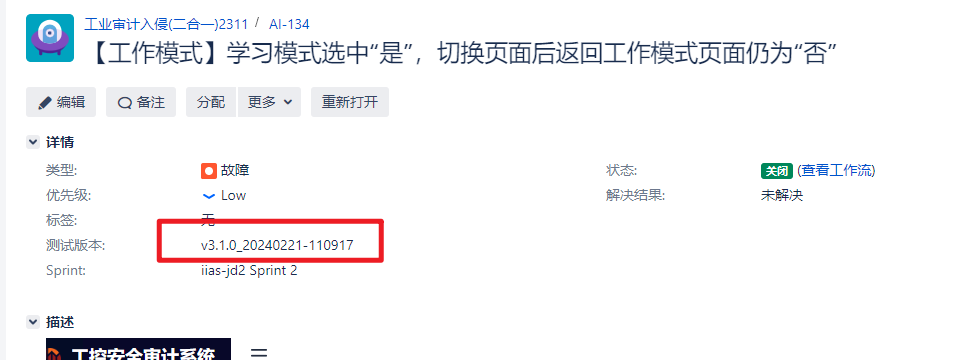 工业审计入侵(二合一)2311 / AI-134
【工作模式】学习模式选中“是”，切换页面后返回工作模式页面仍为“否”
编辑 备注 分配 更多 重新打开
详情
类型: 故障 状态: 关闭 (查看工作流)
优先级: Low 解决结果: 未解决
标签: 无
测试版本: v3.1.0_20240221-110917
Sprint: iias-jd2 Sprint 2
描述
工控安全审计系统